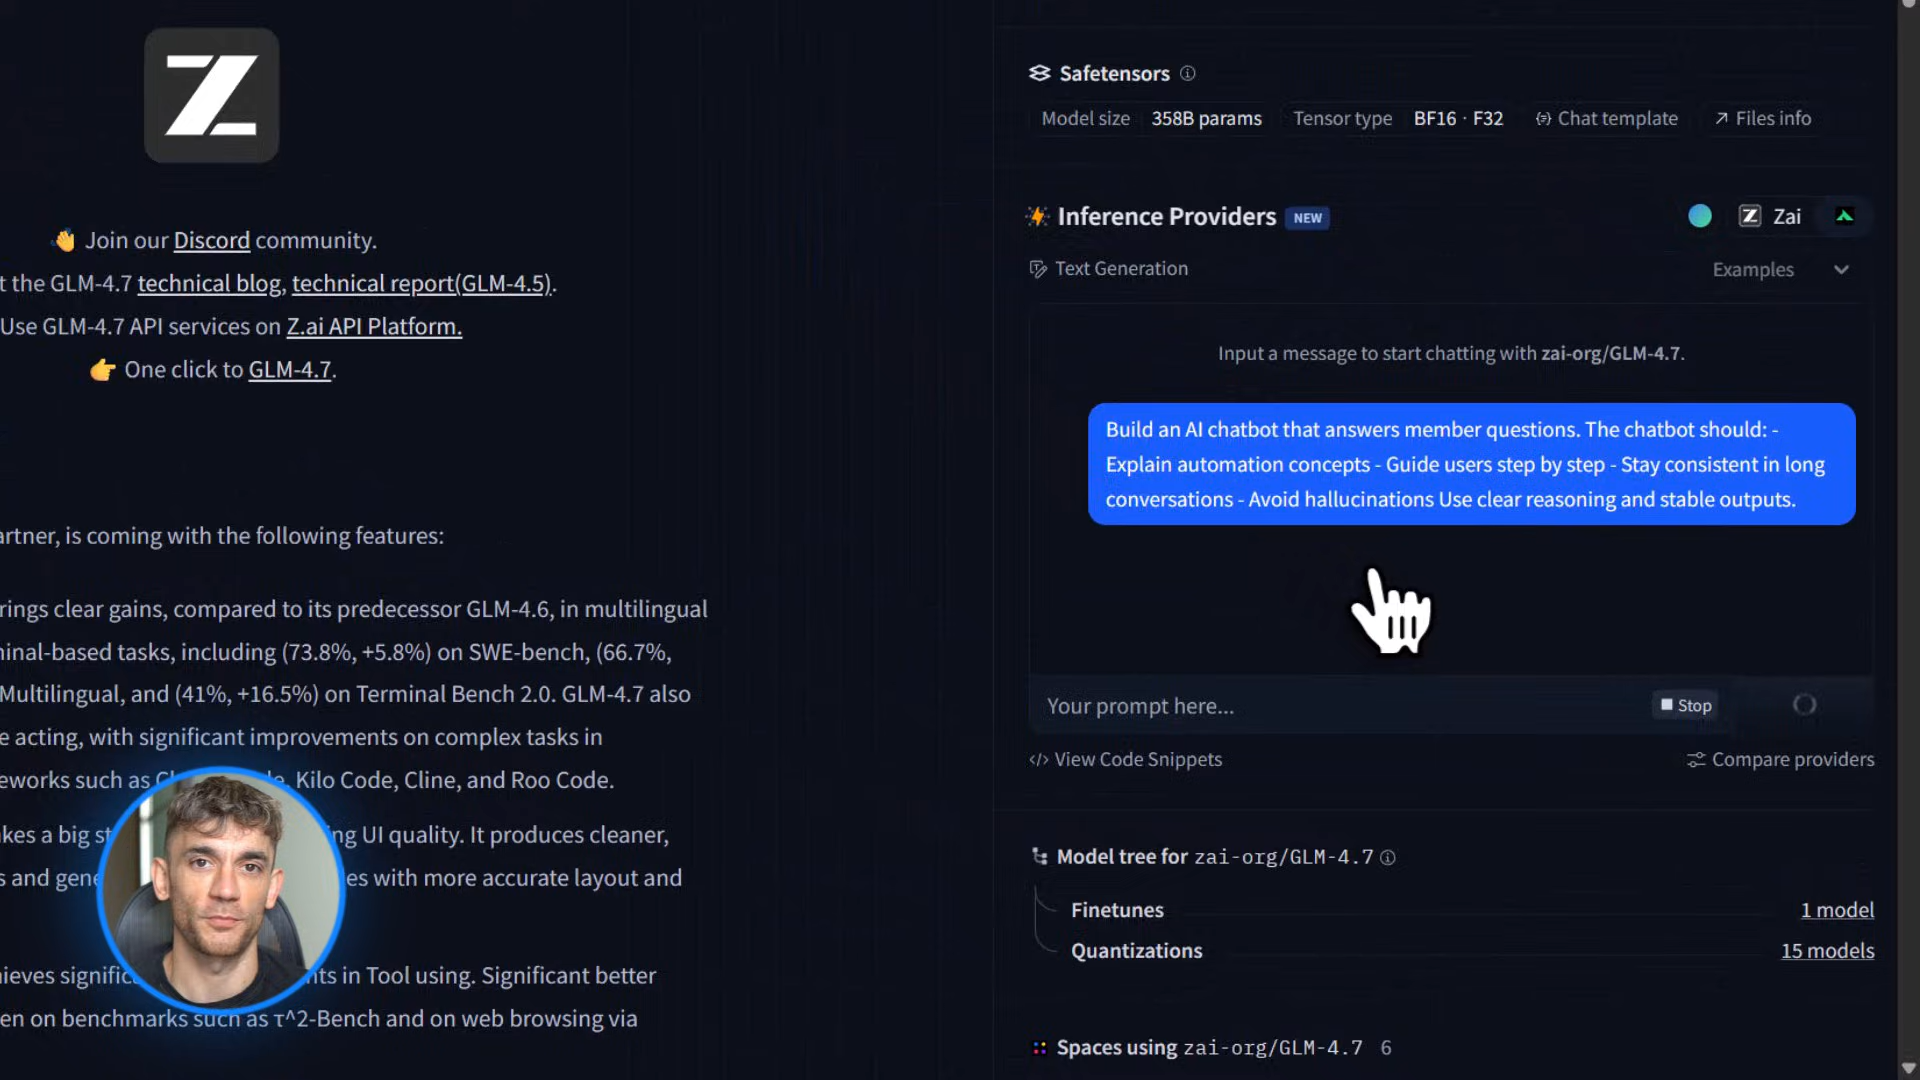 Z
Join our Discord community.
t the GLM-4.7 technical blog, technical report(GLM-4.5).
Use GLM-4.7 API services on Z.ai API Platform.
One click to GLM-4.7.
artner, is coming with the following features:
rings clear gains, compared to its predecessor GLM-4.6, in multilingual
inal-based tasks, including (73.8%, +5.8%) on SWE-bench, (66.7%,
Multilingual, and (41%, +16.5%) on Terminal Bench 2.0. GLM-4.7 also
e acting, with significant improvements on complex tasks in
eworks such as Kilo Code, Cline, and Roo Code.
kes a big UI quality. It produces cleaner,
s and with more accurate layout and
in Tool using. Significant better
en on benchmarks such as τ^2-Bench and on web browsing via
Safetensors
Model size 358B params Tensor type BF16 · F32 Chat template Files info
Inference Providers NEW Z Zai
Text Generation Examples
Input a message to start chatting with zai-org/GLM-4.7.
Build an AI chatbot that answers member questions. The chatbot should: -
Explain automation concepts - Guide users step by step - Stay consistent in long
conversations - Avoid hallucinations Use clear reasoning and stable outputs.
Your prompt here... Stop
</> View Code Snippets Compare providers
Model tree for zai-org/GLM-4.7
Finetunes 1 model
Quantizations 15 models
Spaces using zai-org/GLM-4.7 6